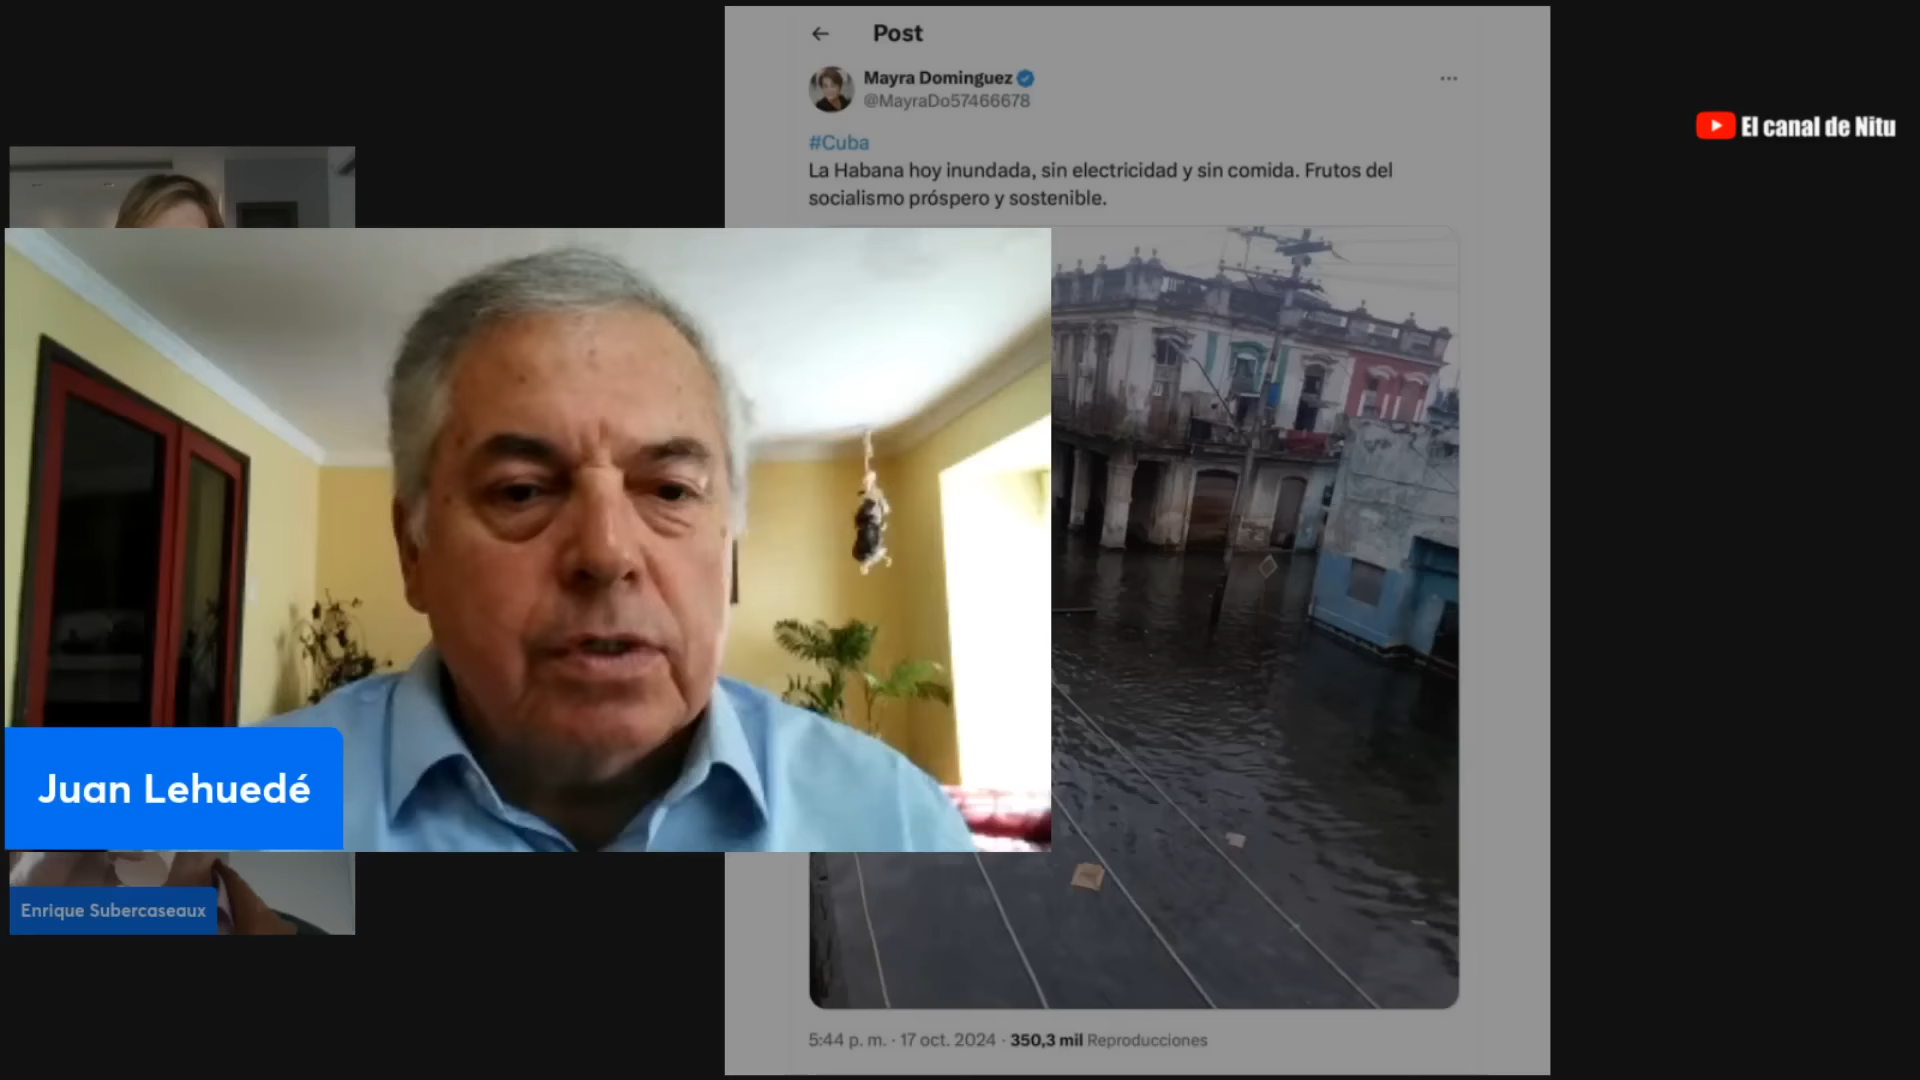 Post
Mayra Dominguez
@MayraDo57466678
#Cuba
La Habana hoy inundada, sin electricidad y sin comida. Frutos del
socialismo próspero y sostenible.
El canal de Nitu
Juan Lehuedé
Enrique Subercaseaux
5:44 p. m. · 17 oct. 2024 · 350,3 mil Reproducciones